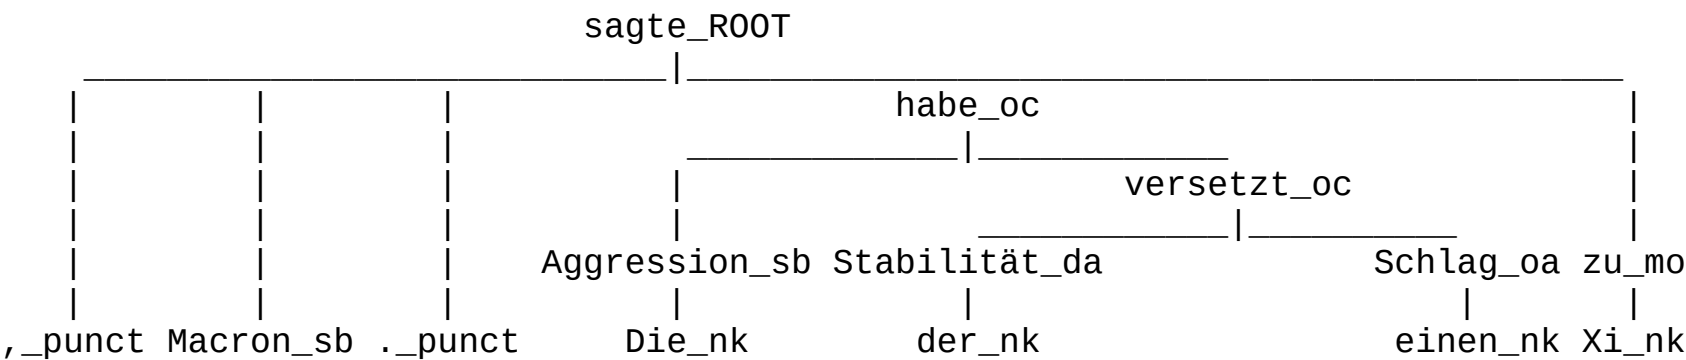 sagte_ROOT
habe_oc
versetzt_oc
Aggression_sb Stabilität_da Schlag_oa zu_mo
,_punct Macron_sb ._punct Die_nk der_nk einen_nk Xi_nk